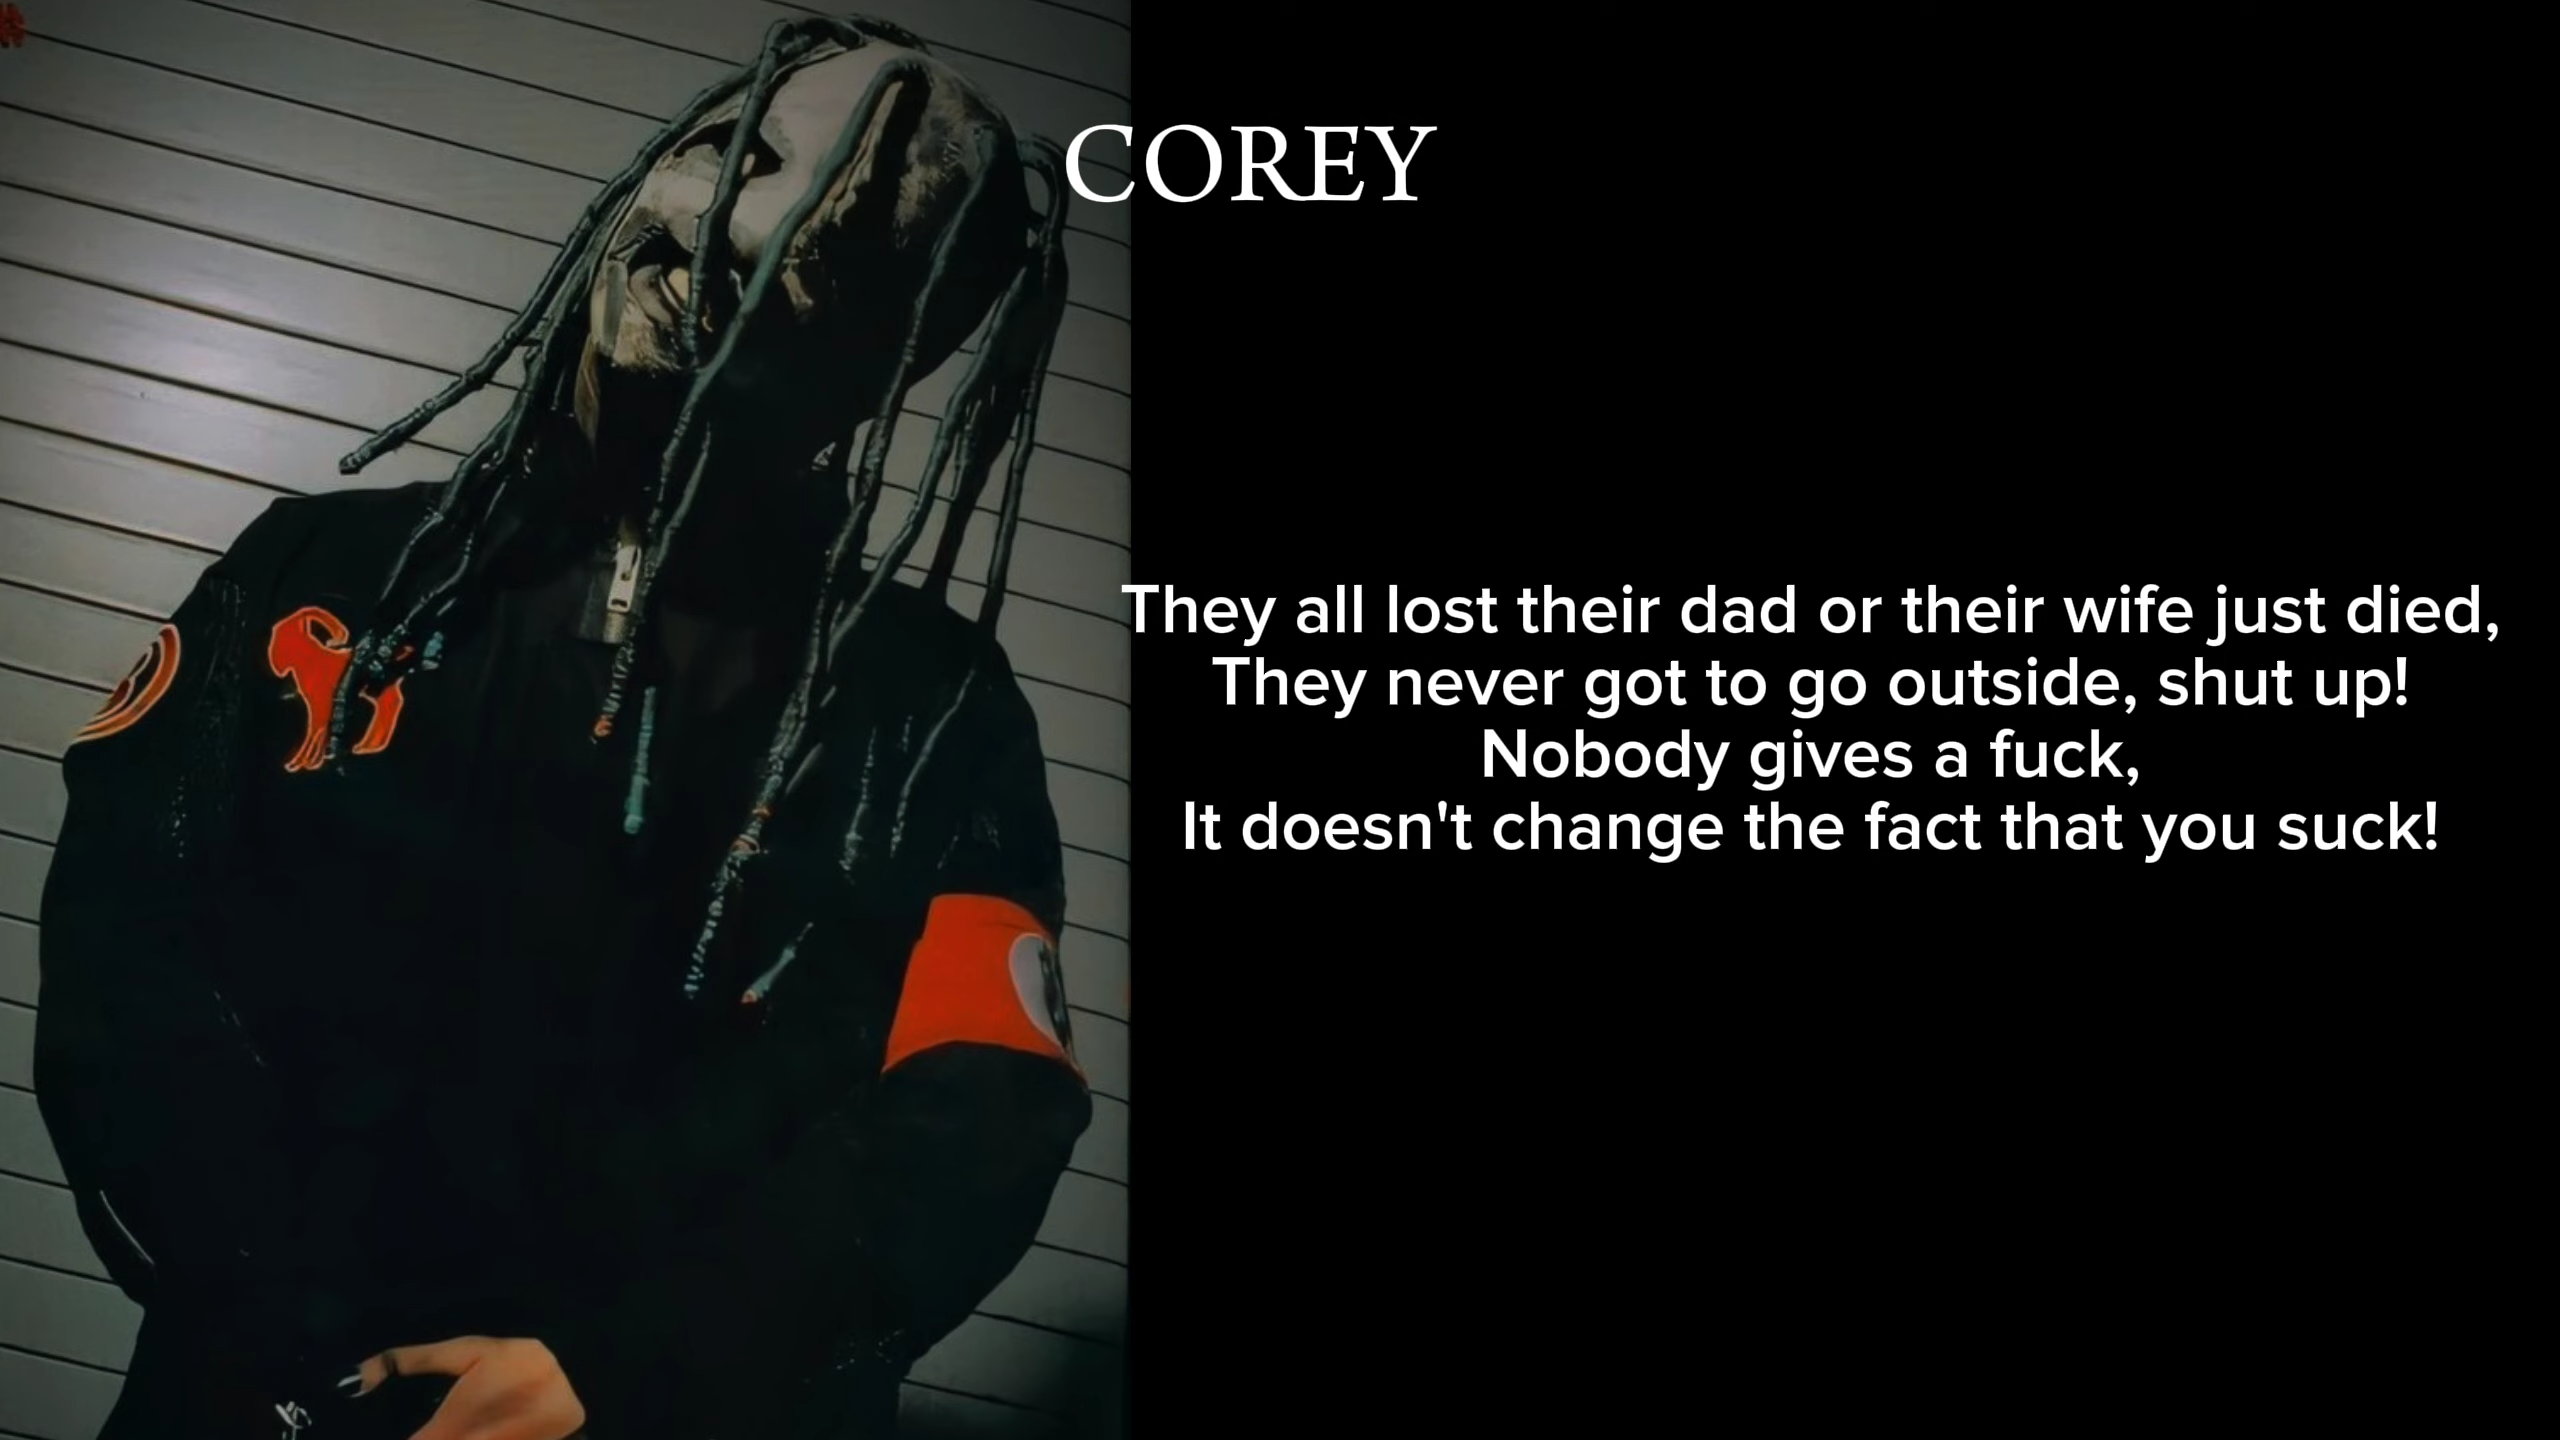 COREY
They all lost their dad or their wife just died,
They never got to go outside, shut up!
Nobody gives a fuck,
It doesn't change the fact that you suck!